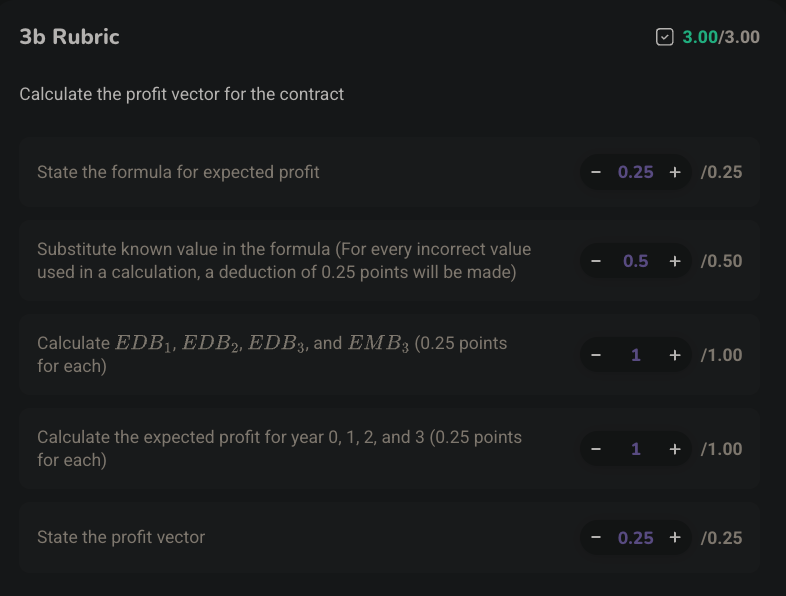 3b Rubric
3.00/3.00
Calculate the profit vector for the contract
State the formula for expected profit
− 0.25 + /0.25
Substitute known value in the formula (For every incorrect value
used in a calculation, a deduction of 0.25 points will be made)
− 0.5 + /0.50
Calculate EDB₁, EDB₂, EDB₃, and EMB₃ (0.25 points
for each)
− 1 + /1.00
Calculate the expected profit for year 0, 1, 2, and 3 (0.25 points
for each)
− 1 + /1.00
State the profit vector
− 0.25 + /0.25